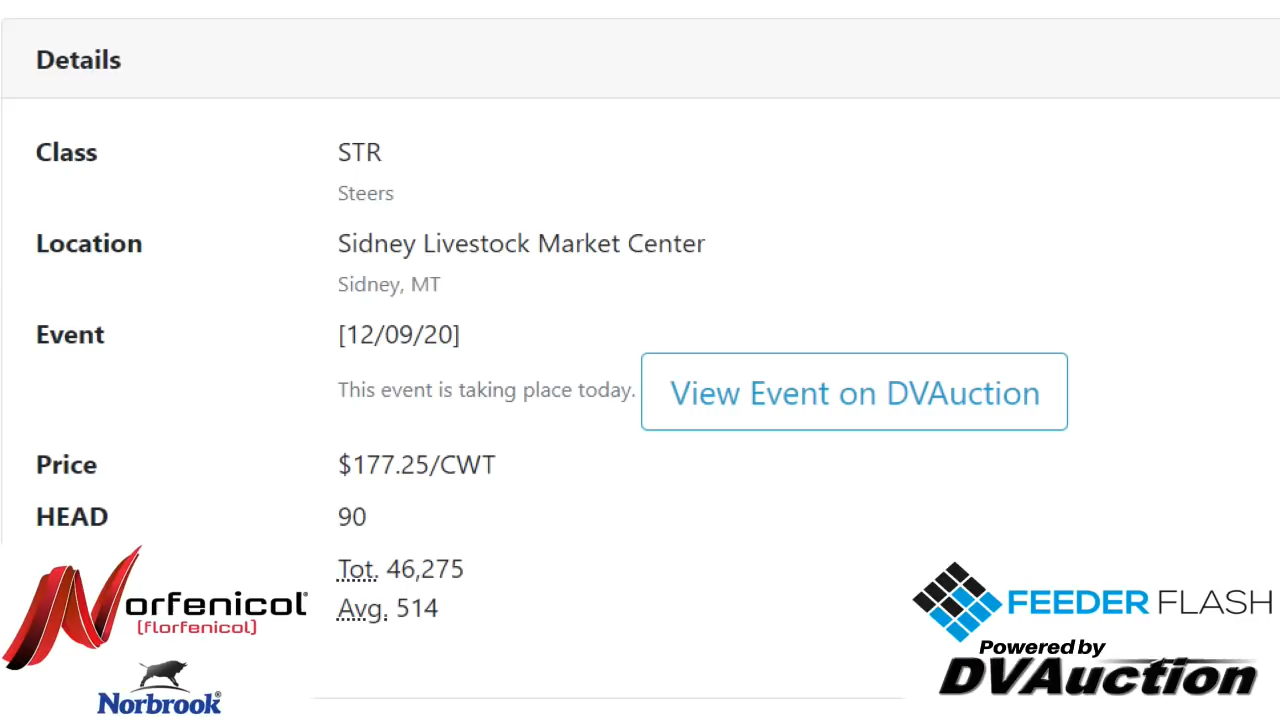 Details
Class
STR
Steers
Location
Sidney Livestock Market Center
Sidney, MT
Event
[12/09/20]
This event is taking place today.
View Event on DVAuction
Price
$177.25/CWT
HEAD
90
Tot. 46,275
Avg. 514
Norfenicol®
(florfenicol)
Norbrook®
FEEDER FLASH
Powered by
DVAuction